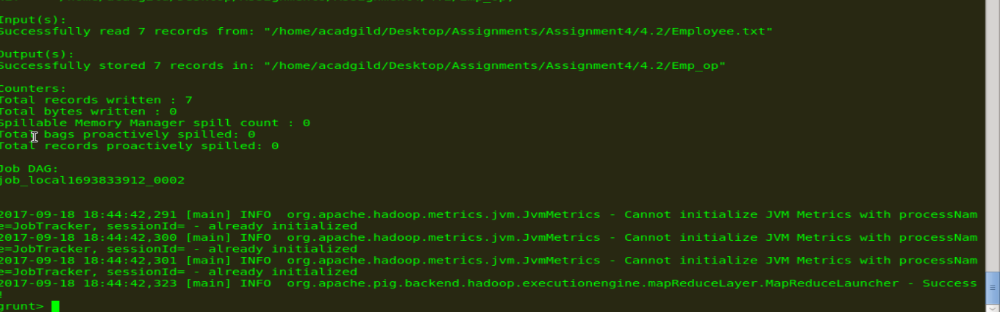 Input(s):
Successfully read 7 records from: "/home/acadgild/Desktop/Assignments/Assignment4/4.2/Employee.txt"
Output(s):
Successfully stored 7 records in: "/home/acadgild/Desktop/Assignments/Assignment4/4.2/Emp_op"
Counters:
Total records written : 7
Total bytes written : 0
Spillable Memory Manager spill count : 0
Total bags proactively spilled: 0
Total records proactively spilled: 0
Job DAG:
job_local1693833912_0002
2017-09-18 18:44:42,291 [main] INFO  org.apache.hadoop.metrics.jvm.JvmMetrics - Cannot initialize JVM Metrics with processNam
e=JobTracker, sessionId= - already initialized
2017-09-18 18:44:42,300 [main] INFO  org.apache.hadoop.metrics.jvm.JvmMetrics - Cannot initialize JVM Metrics with processNam
e=JobTracker, sessionId= - already initialized
2017-09-18 18:44:42,301 [main] INFO  org.apache.hadoop.metrics.jvm.JvmMetrics - Cannot initialize JVM Metrics with processNam
e=JobTracker, sessionId= - already initialized
2017-09-18 18:44:42,323 [main] INFO  org.apache.pig.backend.hadoop.executionengine.mapReduceLayer.MapReduceLauncher - Success
!
grunt>